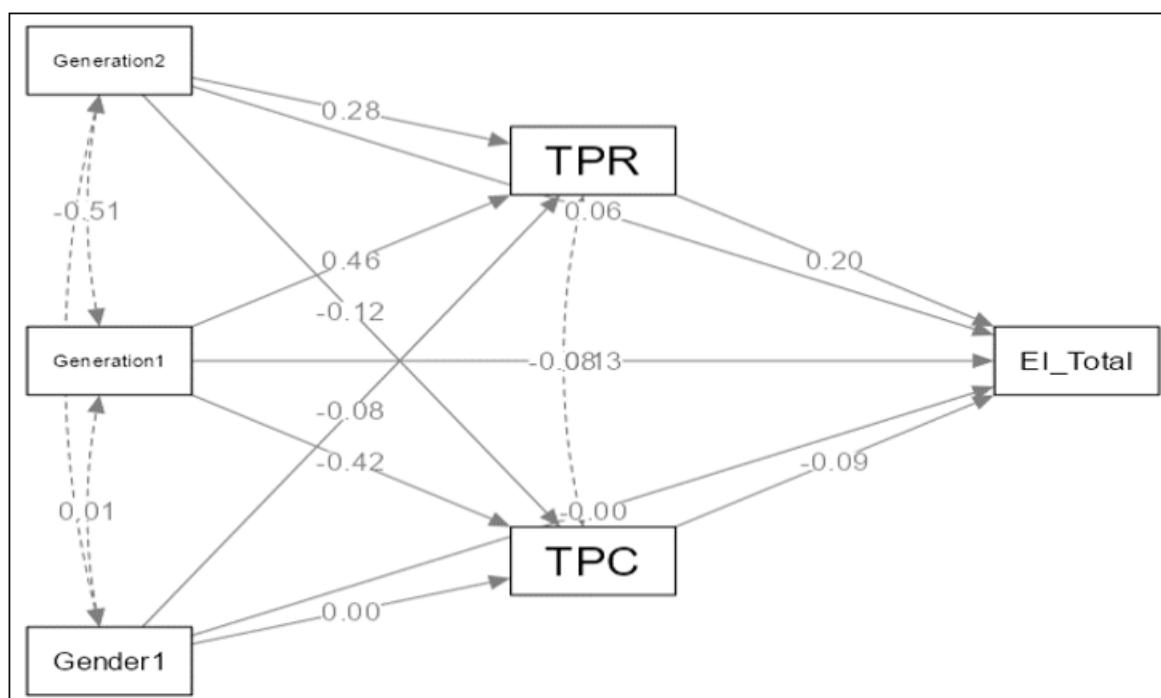 Generation2
0.28
TPR
-0.51
0.06
0.46
0.20
-0.12
Generation1
-0.08
EI_Total
-0.08
-0.42
-0.09
0.01
-0.00
TPC
0.00
Gender1